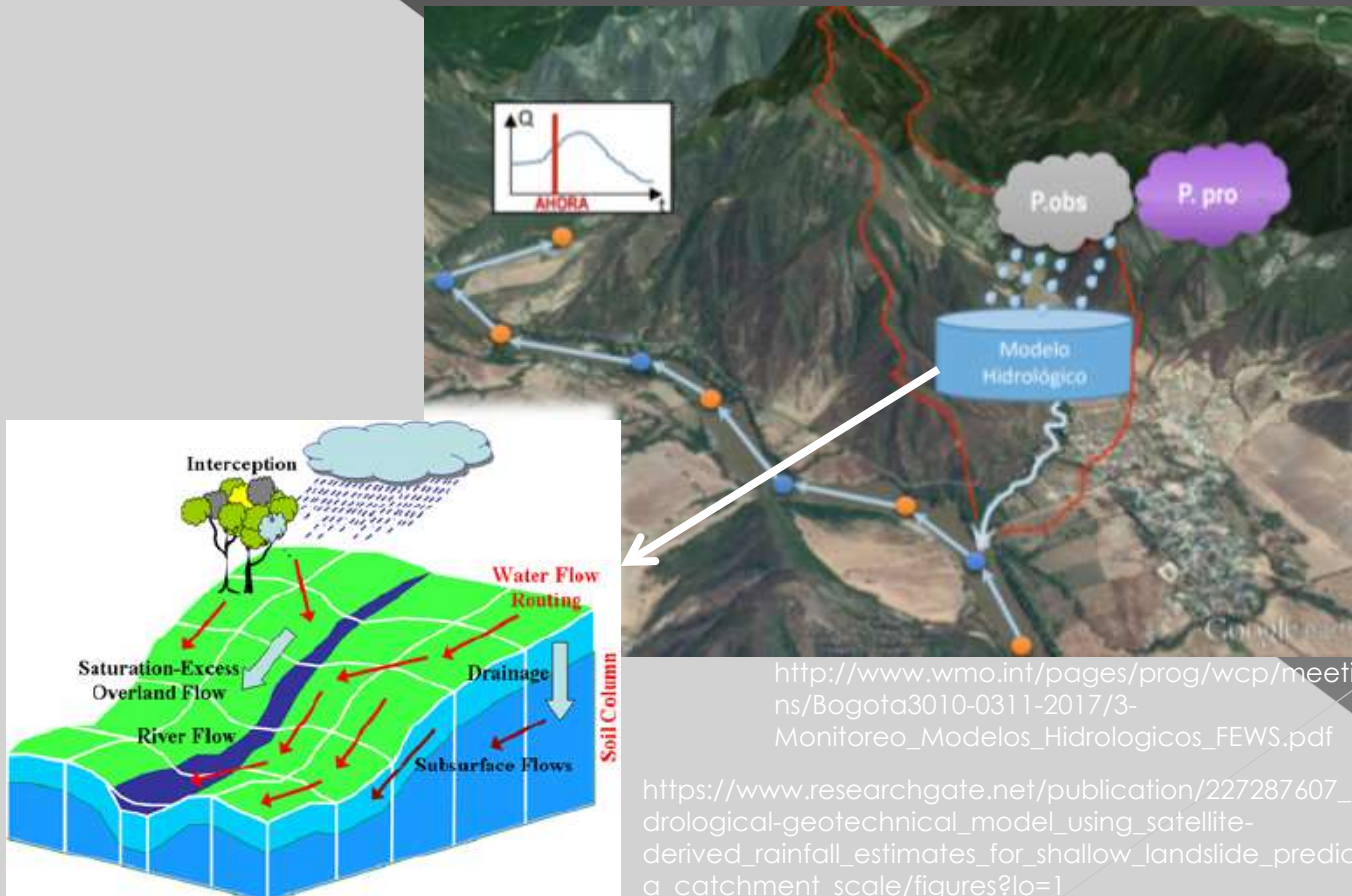 Q
AHORA
t
P.obs
P. pro
Modelo
Hidrológico
Interception
Water Flow
Routing
Saturation-Excess
Overland Flow
Drainage
River Flow
Subsurface Flows
Soil Column
http://www.wmo.int/pages/prog/wcp/meeti
ns/Bogota3010-0311-2017/3-
Monitoreo_Modelos_Hidrologicos_FEWS.pdf
https://www.researchgate.net/publication/227287607_
drological-geotechnical_model_using_satellite-
derived_rainfall_estimates_for_shallow_landslide_predic
a_catchment_scale/figures?lo=1